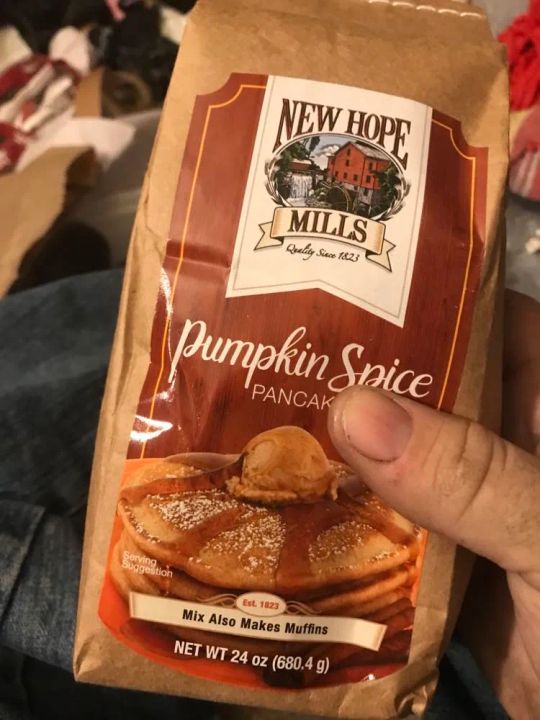 NEW HOPE
MILLS
Quality Since 1823
Pumpkin Spice
PANCAK
Serving
Suggestion
Est. 1823
Mix Also Makes Muffins
NET WT 24 oz (680.4 g)